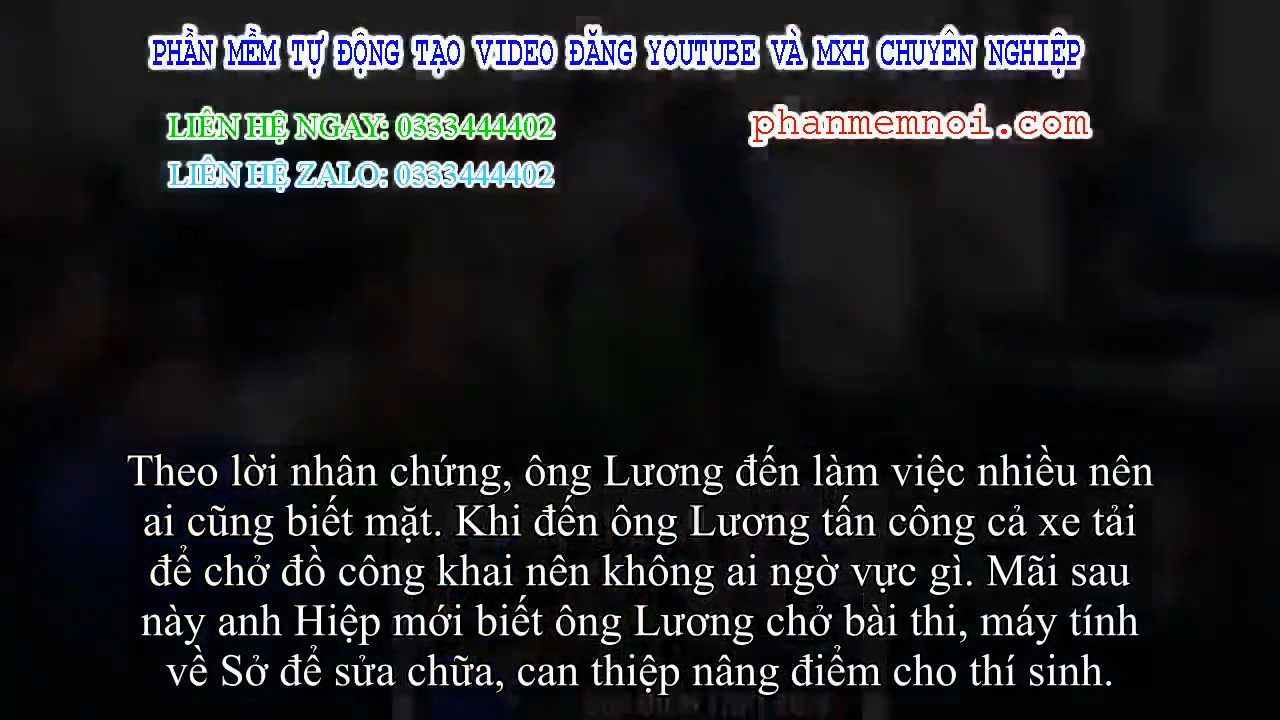 PHẦN MỀM TỰ ĐỘNG TẠO VIDEO ĐĂNG YOUTUBE VÀ MXH CHUYÊN NGHIỆP
LIÊN HỆ NGAY: 0333444402
phanmemnoi.com
LIÊN HỆ ZALO: 0333444402
Theo lời nhân chứng, ông Lương đến làm việc nhiều nên
ai cũng biết mặt. Khi đến ông Lương tấn công cả xe tải
để chở đồ công khai nên không ai ngờ vực gì. Mãi sau
này anh Hiệp mới biết ông Lương chở bài thi, máy tính
về Sở để sửa chữa, can thiệp nâng điểm cho thí sinh.